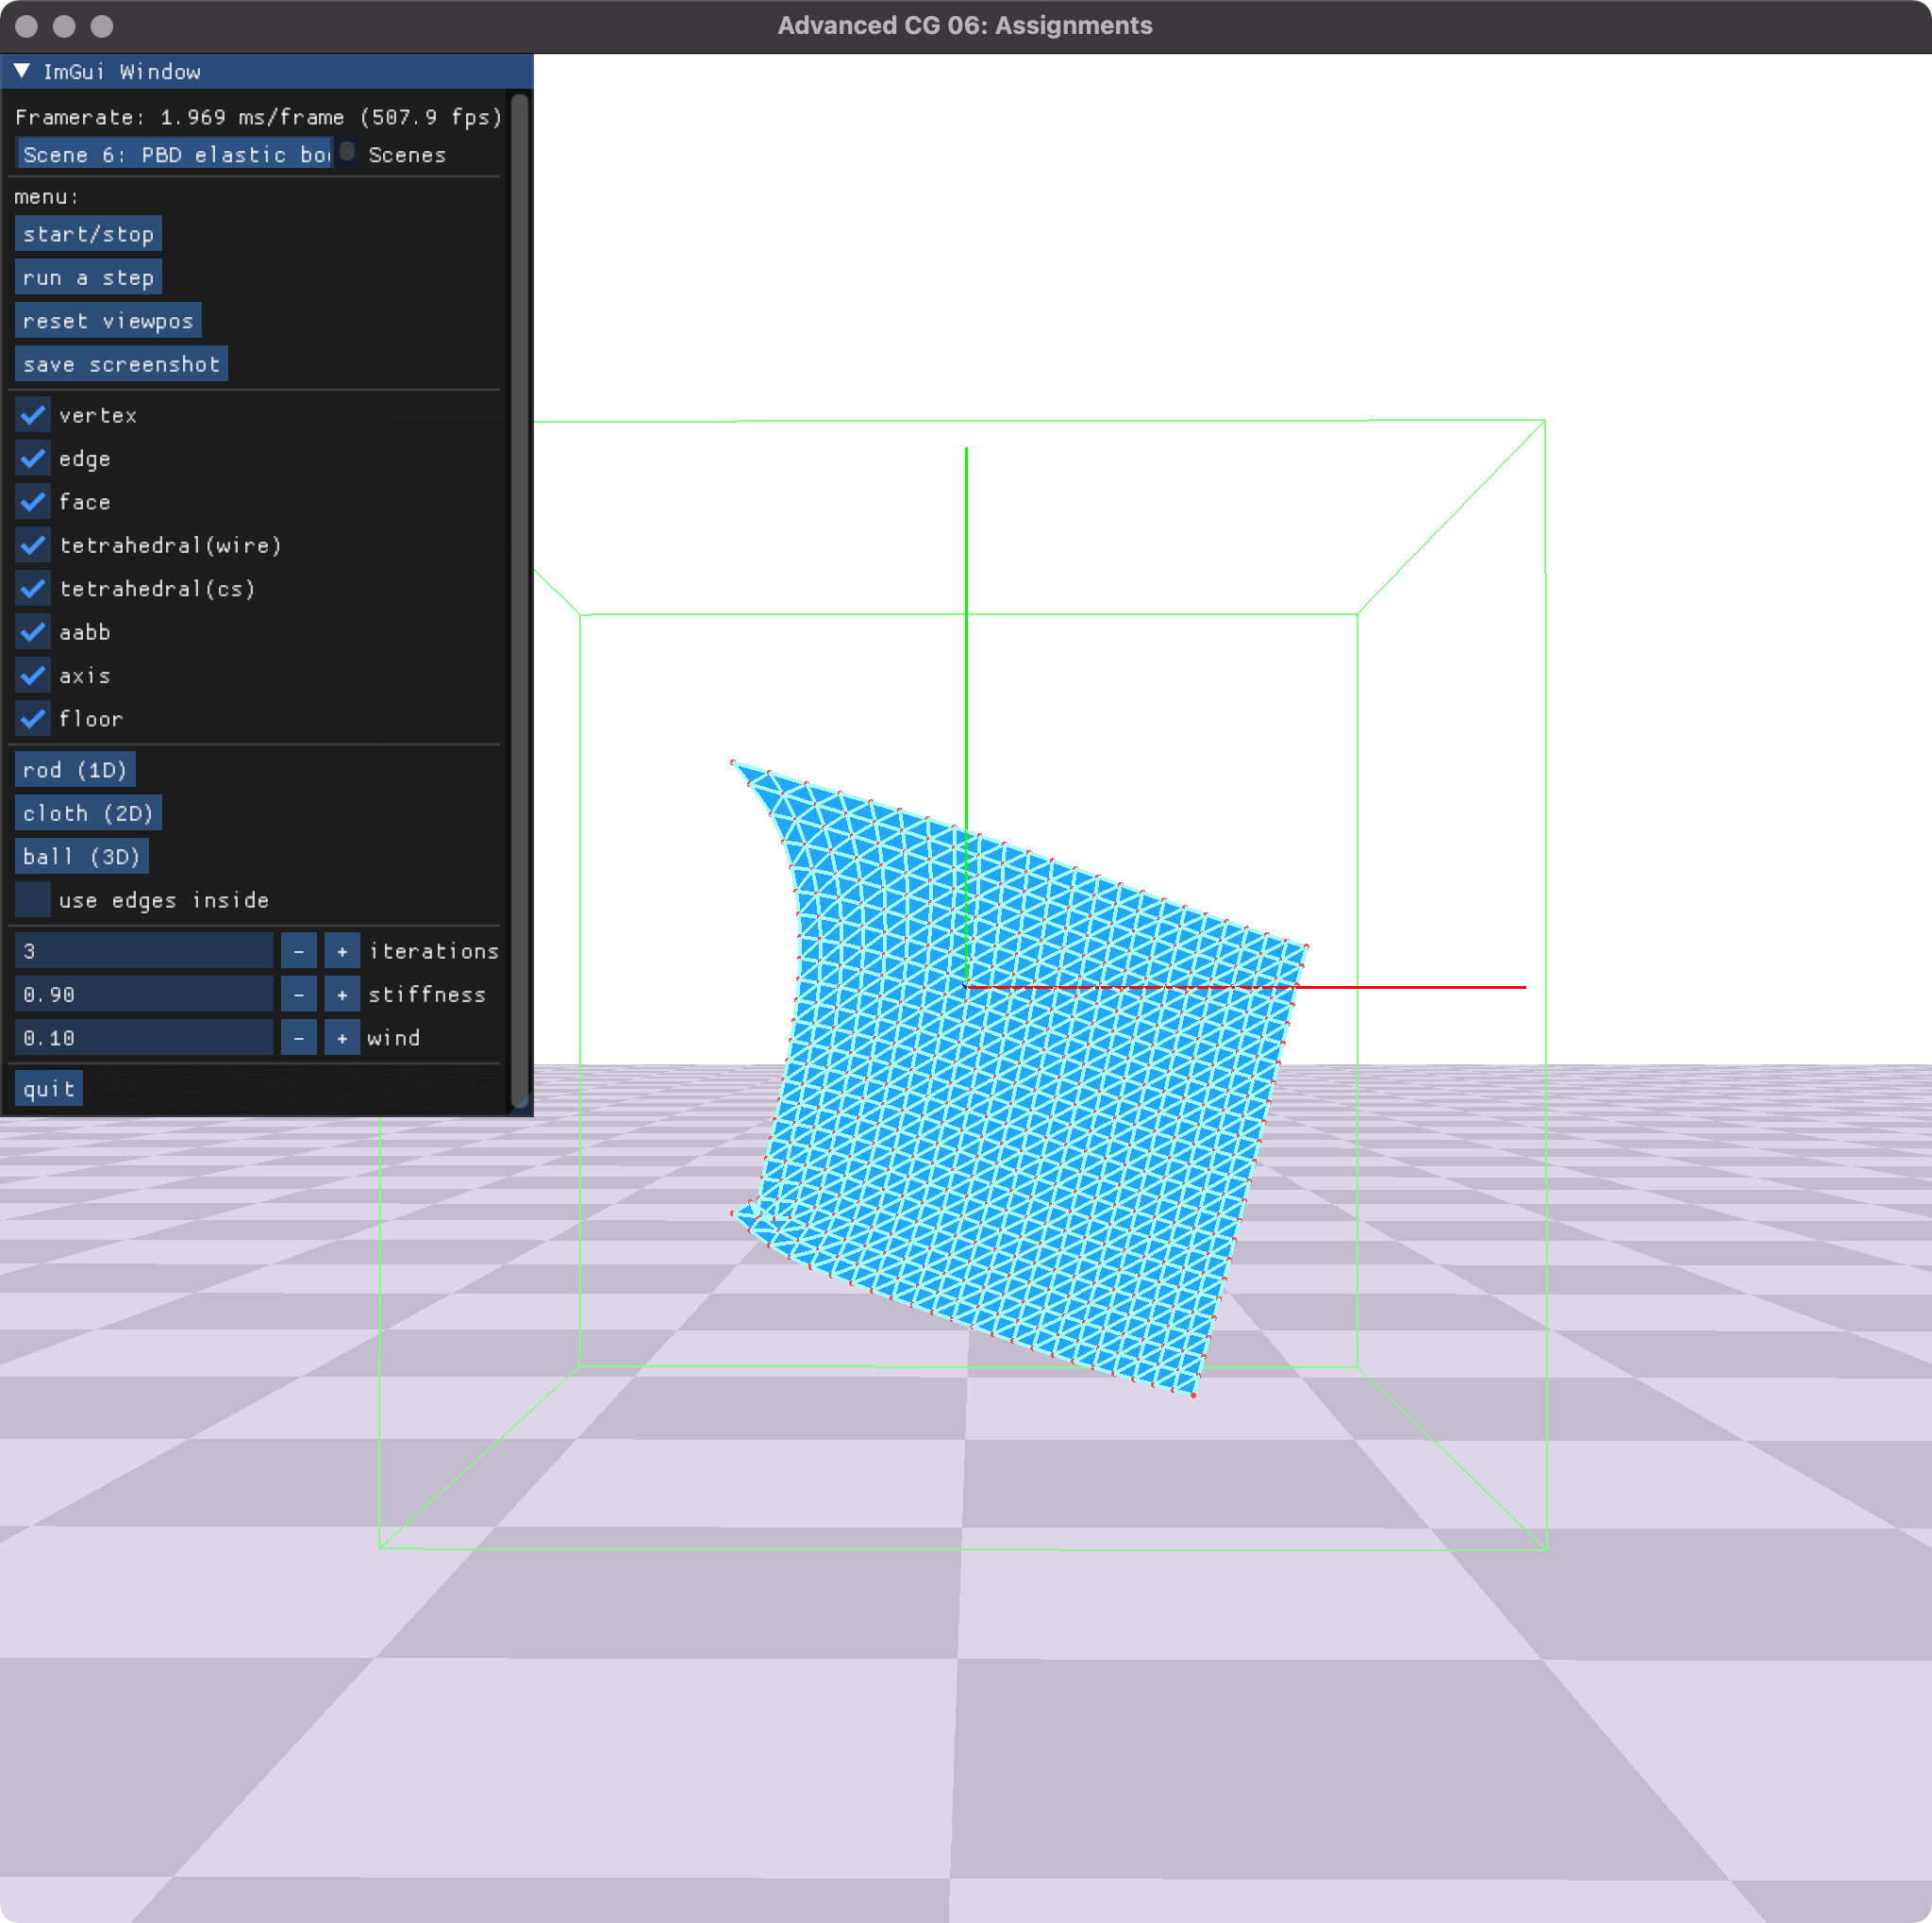 Advanced CG 06: Assignments
ImGui Window
Framerate: 1.969 ms/frame (507.9 fps)
Scene 6: PBD elastic Scenes
menu:
start/stop
run a step
reset viewpos
save screenshot
vertex
edge
face
tetrahedral(wire)
tetrahedral(cs)
aabb
axis
floor
rod (1D)
cloth (2D)
ball (3D)
use edges inside
3 - + iterations
0.90 - + stiffness
0.10 - + wind
quit